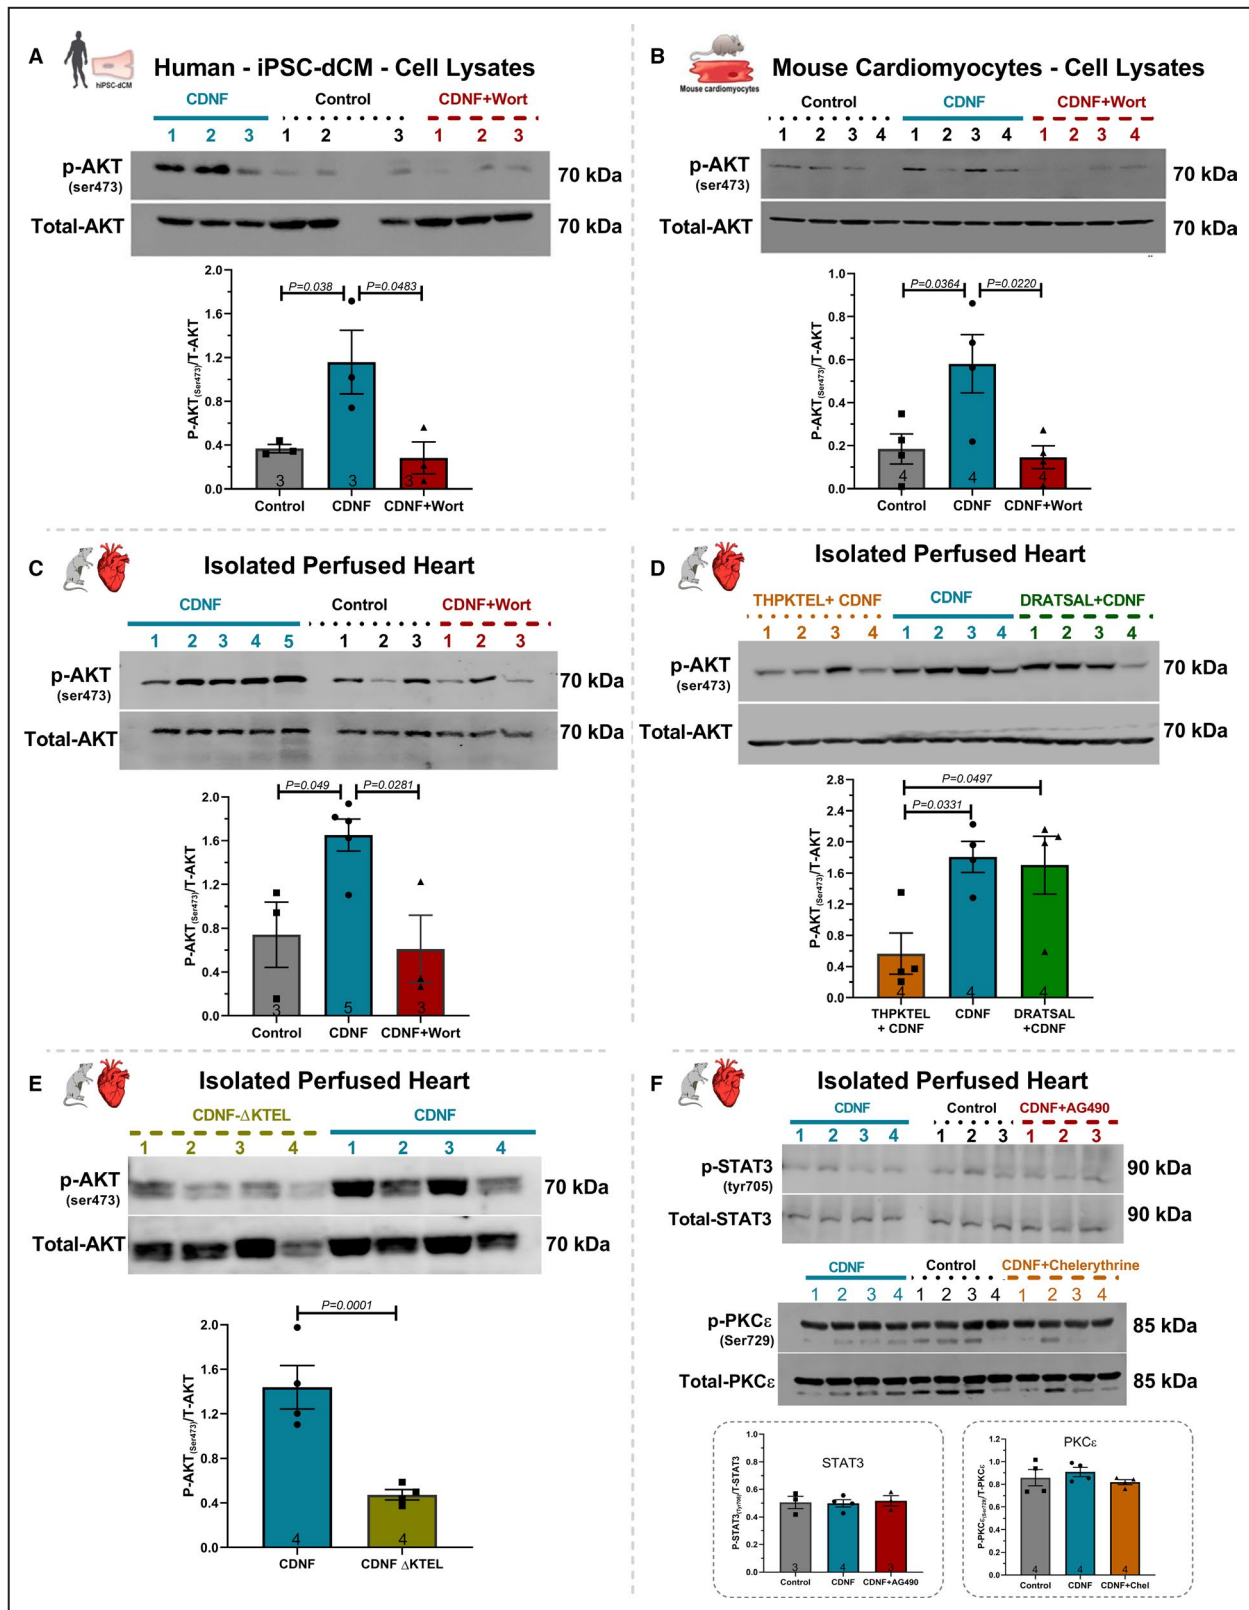 A
hiPSC-dCM
Human - iPSC-dCM - Cell Lysates
CDNF Control CDNF+Wort
1 2 3 1 2 3 1 2 3
p-AKT
(ser473)
70 kDa
Total-AKT
70 kDa
P=0.038 P=0.0483
P-AKT(Ser473)/T-AKT
2.0
1.6
1.2
0.8
0.4
0.0
3 3 3
Control CDNF CDNF+Wort
B
Mouse cardiomyocytes
Mouse Cardiomyocytes - Cell Lysates
Control CDNF CDNF+Wort
1 2 3 4 1 2 3 4 1 2 3 4
p-AKT
(ser473)
70 kDa
Total-AKT
70 kDa
P=0.0364 P=0.0220
P-AKT(Ser473)/T-AKT
1.0
0.8
0.6
0.4
0.2
0.0
4 4 4
Control CDNF CDNF+Wort
C
Isolated Perfused Heart
CDNF Control CDNF+Wort
1 2 3 4 5 1 2 3 1 2 3
p-AKT
(ser473)
70 kDa
Total-AKT
70 kDa
P=0.049 P=0.0281
P-AKT(Ser473)/T-AKT
2.0
1.6
1.2
0.8
0.4
0.0
3 5 3
Control CDNF CDNF+Wort
D
Isolated Perfused Heart
THPKTEL+ CDNF CDNF DRATSAL+CDNF
1 2 3 4 1 2 3 4 1 2 3 4
p-AKT
(ser473)
70 kDa
Total-AKT
70 kDa
P=0.0497
P=0.0331
P-AKT(Ser473)/T-AKT
2.8
2.4
2.0
1.6
1.2
0.8
0.4
0.0
4 4 4
THPKTEL CDNF DRATSAL
+ CDNF +CDNF
E
Isolated Perfused Heart
CDNF-ΔKTEL CDNF
1 2 3 4 1 2 3 4
p-AKT
(ser473)
70 kDa
Total-AKT
70 kDa
P=0.0001
P-AKT(Ser473)/T-AKT
2.0
1.6
1.2
0.8
0.4
0.0
4 4
CDNF CDNF ΔKTEL
F
Isolated Perfused Heart
CDNF Control CDNF+AG490
1 2 3 4 1 2 3 1 2 3
p-STAT3
(tyr705)
90 kDa
Total-STAT3
90 kDa
CDNF Control CDNF+Chelerythrine
1 2 3 4 1 2 3 4 1 2 3 4
p-PKCε
(Ser729)
85 kDa
Total-PKCε
85 kDa
STAT3
P-STAT3(Tyr705)/T-STAT3
1.0
0.8
0.6
0.4
0.2
0.0
3 4 3
Control CDNF CDNF+AG490
PKCε
P-PKCε(Ser729)/T-PKCε
1.2
1.0
0.8
0.6
0.4
0.2
0.0
4 4 4
Control CDNF CDNF+Chel